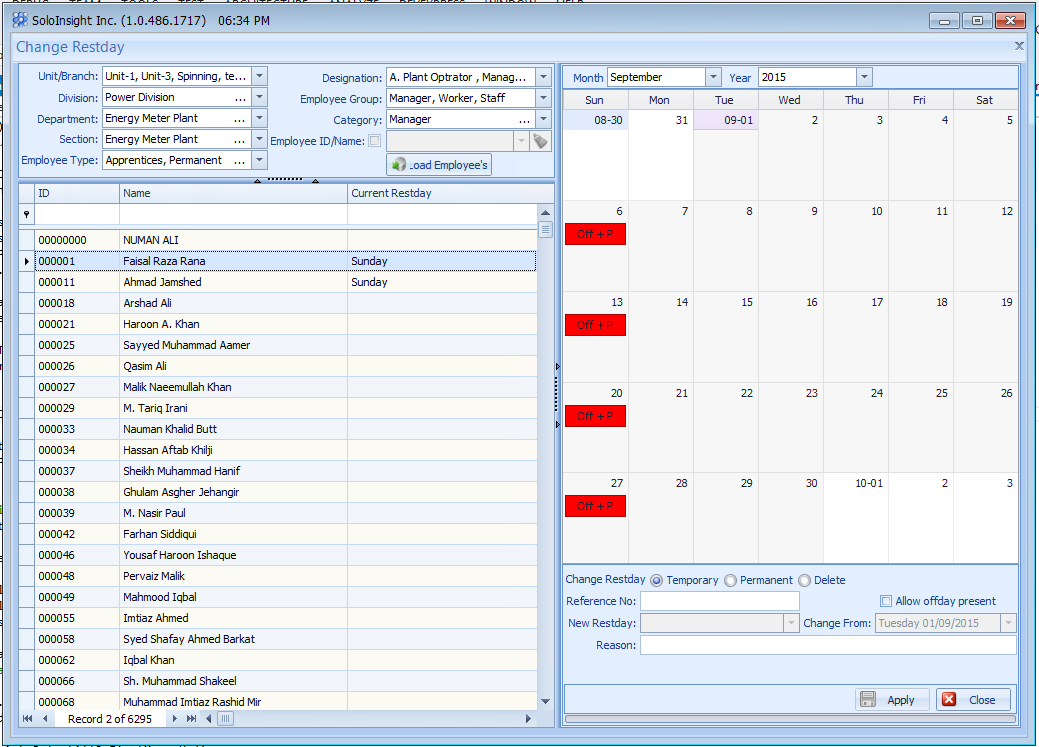 SoloInsight Inc. (1.0.486.1717) 06:34 PM
Change Restday
Unit/Branch: Unit-1, Unit-3, Spinning, te...
Division: Power Division ...
Department: Energy Meter Plant ...
Section: Energy Meter Plant ...
Employee Type: Apprentices, Permanent ...
Designation: A. Plant Optrator , Manag...
Employee Group: Manager, Worker, Staff
Category: Manager ...
Employee ID/Name:
Load Employee's
ID Name Current Restday
00000000 NUMAN ALI
000001 Faisal Raza Rana Sunday
000011 Ahmad Jamshed Sunday
000018 Arshad Ali
000021 Haroon A. Khan
000025 Sayyed Muhammad Aamer
000026 Qasim Ali
000027 Malik Naeemullah Khan
000029 M. Tariq Irani
000033 Nauman Khalid Butt
000034 Hassan Aftab Khilji
000037 Sheikh Muhammad Hanif
000038 Ghulam Asgher Jehangir
000039 M. Nasir Paul
000042 Farhan Siddiqui
000046 Yousaf Haroon Ishaque
000048 Pervaiz Malik
000049 Mahmood Iqbal
000055 Imtiaz Ahmed
000058 Syed Shafay Ahmed Barkat
000062 Iqbal Khan
000066 Sh. Muhammad Shakeel
000068 Muhammad Imtiaz Rashid Mir
Record 2 of 6295
Month September Year 2015
Sun Mon Tue Wed Thu Fri Sat
08-30 31 09-01 2 3 4 5
6 7 8 9 10 11 12
Off + P
13 14 15 16 17 18 19
Off + P
20 21 22 23 24 25 26
Off + P
27 28 29 30 10-01 2 3
Off + P
Change Restday Temporary Permanent Delete
Reference No: Allow offday present
New Restday: Change From: Tuesday 01/09/2015
Reason:
Apply Close